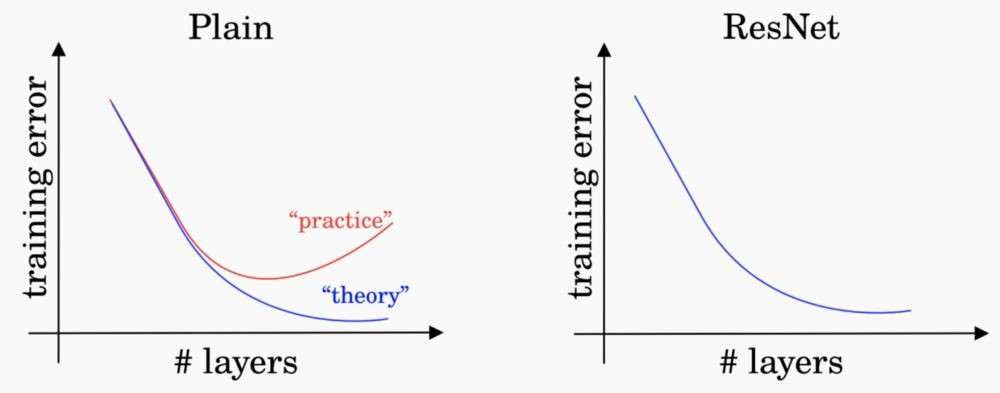 Plain
training error
“practice”
“theory”
# layers
ResNet
training error
# layers